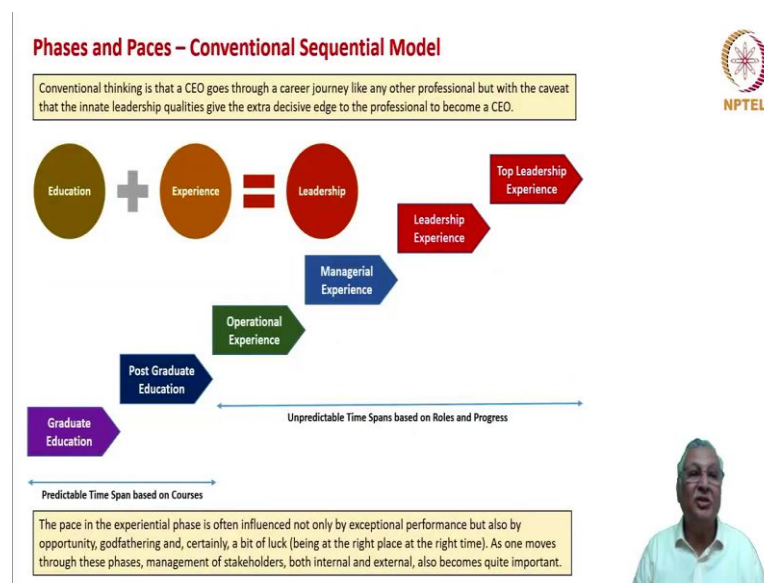 Phases and Paces – Conventional Sequential Model
Conventional thinking is that a CEO goes through a career journey like any other professional but with the caveat
that the innate leadership qualities give the extra decisive edge to the professional to become a CEO.
NPTEL
Education
Experience
Leadership
Top Leadership
Experience
Leadership
Experience
Managerial
Experience
Operational
Experience
Post Graduate
Education
Graduate
Education
Unpredictable Time Spans based on Roles and Progress
Predictable Time Span based on Courses
The pace in the experiential phase is often influenced not only by exceptional performance but also by
opportunity, godfathering and, certainly, a bit of luck (being at the right place at the right time). As one moves
through these phases, management of stakeholders, both internal and external, also becomes quite important.